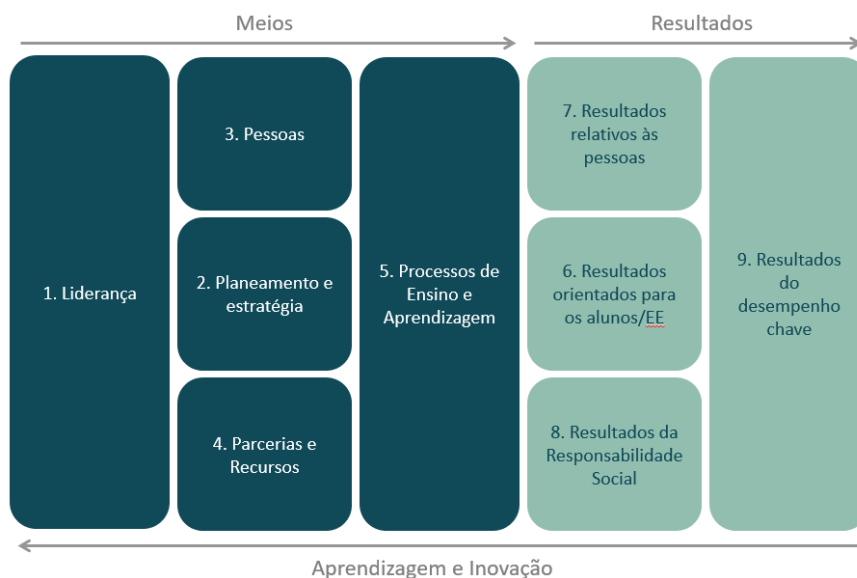 Meios
Resultados
1. Liderança
3. Pessoas
2. Planeamento e
estratégia
4. Parcerias e
Recursos
5. Processos de
Ensino e
Aprendizagem
7. Resultados
relativos às
pessoas
6. Resultados
orientados para
os alunos/EE
8. Resultados da
Responsabilidade
Social
9. Resultados
do
desempenho
chave
Aprendizagem e Inovação